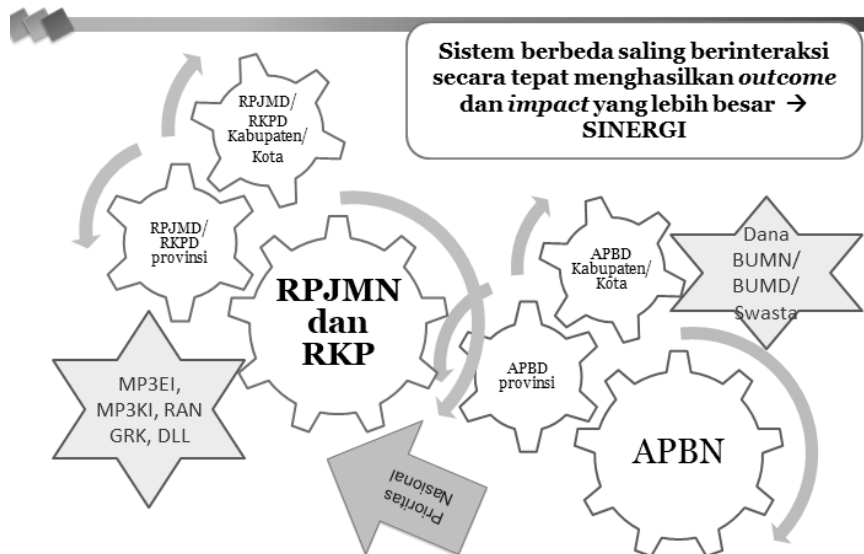 Sistem berbeda saling berinteraksi
secara tepat menghasilkan outcome
dan impact yang lebih besar →
SINERGI
RPJMD/
RKPD
Kabupaten/
Kota
RPJMD/
RKPD
provinsi
RPJMN
dan
RKP
MP3EI,
MP3KI, RAN
GRK, DLL
Prioritas
Nasional
APBD
Kabupaten/
Kota
APBD
provinsi
Dana
BUMN/
BUMD/
Swasta
APBN